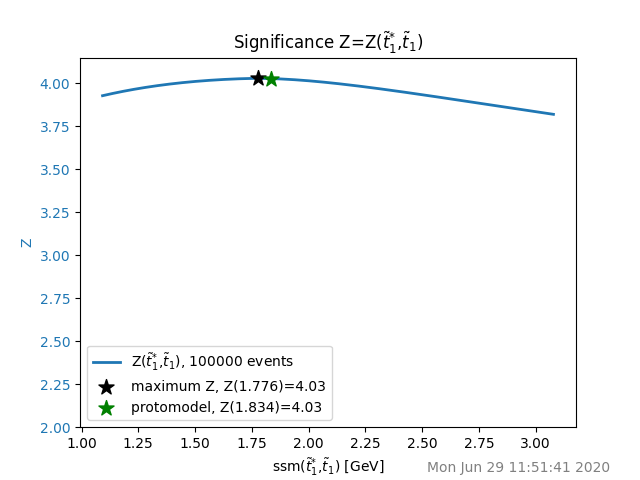 Significance Z=Z(t̃₁*,t̃₁)
4.00
3.75
3.50
3.25
3.00
2.75
2.50
2.25
2.00
Z
Z(t̃₁*,t̃₁), 100000 events
maximum Z, Z(1.776)=4.03
protomodel, Z(1.834)=4.03
1.00 1.25 1.50 1.75 2.00 2.25 2.50 2.75 3.00
ssm(t̃₁*,t̃₁) [GeV]
Mon Jun 29 11:51:41 2020